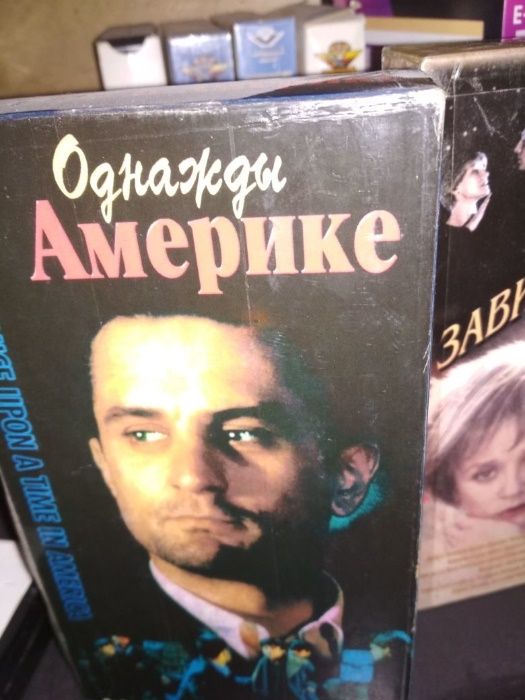 Однажды
Америке
UPON A TIME IN AMERICA
ЗАВ
E-